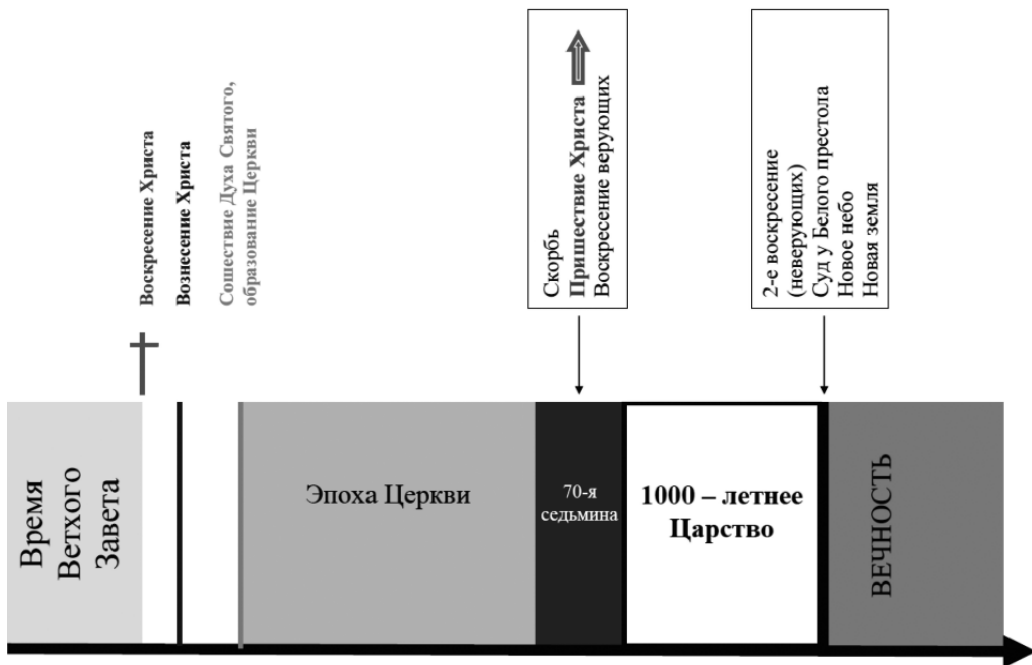 Воскресение Христа
Вознесение Христа
Сошествие Духа Святого,
образование Церкви
Скорбь
Пришествие Христа
Воскресение верующих
2-е воскресение
(неверующих)
Суд у Белого престола
Новое небо
Новая земля
Время
Ветхого
Завета
Эпоха Церкви
70-я
седьмина
1000 – летнее
Царство
ВЕЧНОСТЬ